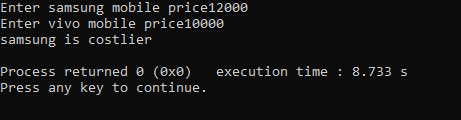 Enter samsung mobile price12000
Enter vivo mobile price10000
samsung is costlier
Process returned 0 (0x0)   execution time : 8.733 s
Press any key to continue.